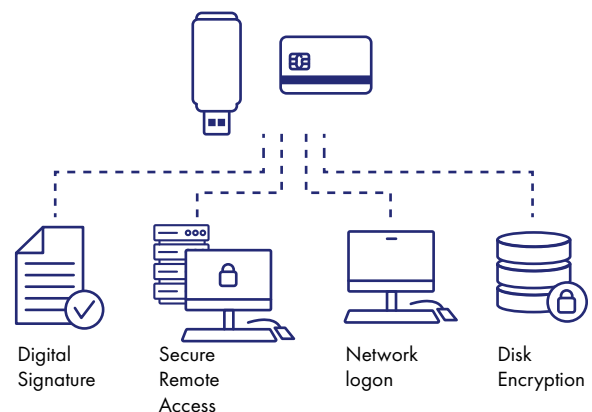 Digital
Signature
Secure
Remote
Access
Network
logon
Disk
Encryption